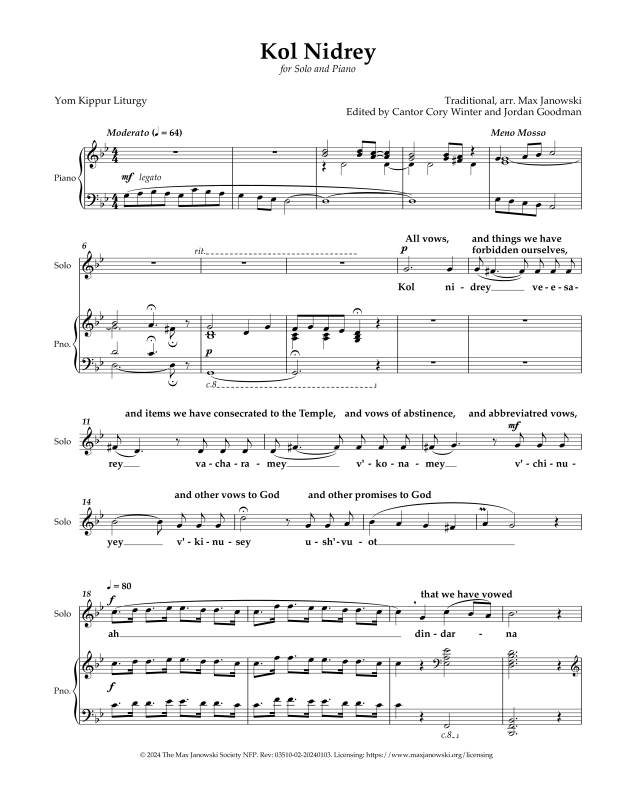 Kol Nidrey
for Solo and Piano
Yom Kippur Liturgy
Traditional, arr. Max Janowski
Edited by Cantor Cory Winter and Jordan Goodman
Moderato (♩ = 64)
Meno Mosso
Piano
mf legato
All vows, and things we have
forbidden ourselves,
6
rit.
p
Solo
Kol ni - drey ve - e - sa -
Pno.
p
c.8
and items we have consecrated to the Temple, and vows of abstinence, and abbreviatred vows,
11
mf
Solo
rey va - cha - ra - mey v' - ko - na - mey v' - chi - nu -
and other vows to God and other promises to God
14
Solo
yey v' - ki - nu - sey u - sh'- vu - ot
♩ = 80
that we have vowed
18
f
Solo
ah din - dar - na
Pno.
f
c.8
© 2024 The Max Janowski Society NFP. Rev: 03510-02-20240103. Licensing: https://www.maxjanowski.org/licensing